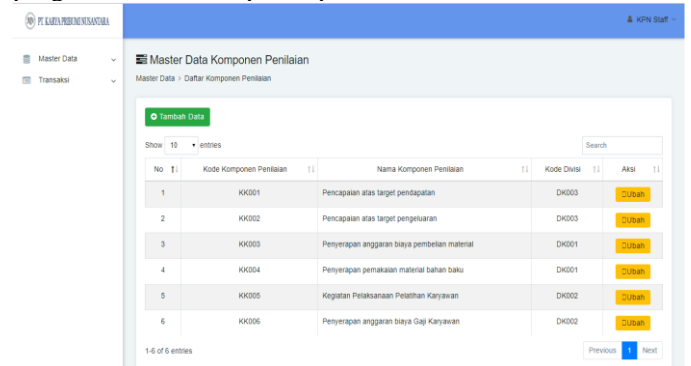 PT. KARYA PRIBUMI NUSANTARA
KPN Staff
Master Data
Transaksi
Master Data Komponen Penilaian
Master Data › Daftar Komponen Penilaian
Tambah Data
Show 10 entries
Search
No Kode Komponen Penilaian Nama Komponen Penilaian Kode Divisi Aksi
1 KK001 Pencapaian atas target pendapatan DK003 Ubah
2 KK002 Pencapaian atas target pengeluaran DK003 Ubah
3 KK003 Penyerapan anggaran biaya pembelian material DK001 Ubah
4 KK004 Penyerapan pemakaian material bahan baku DK001 Ubah
5 KK005 Kegiatan Pelaksanaan Pelatihan Karyawan DK002 Ubah
6 KK006 Penyerapan anggaran biaya Gaji Karyawan DK002 Ubah
1-6 of 6 entries
Previous 1 Next